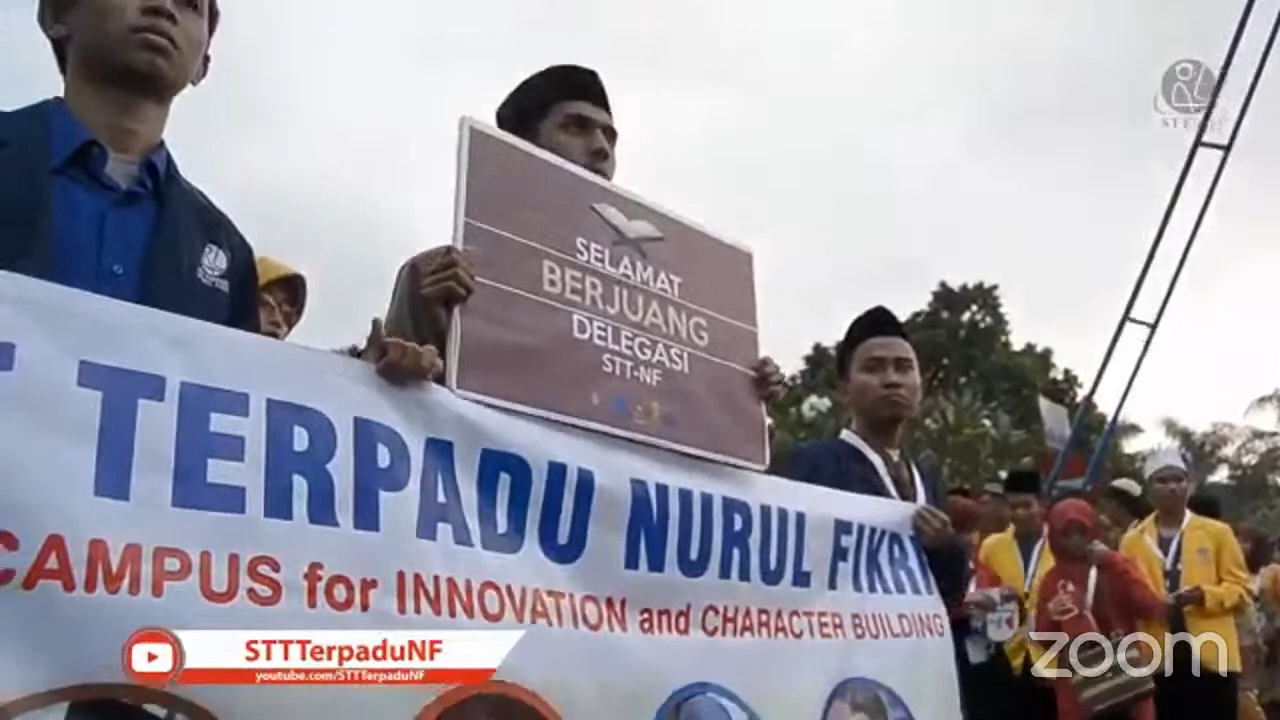 SELAMAT
BERJUANG
DELEGASI
STT-NF
T TERPADU NURUL FIKRI
CAMPUS for INNOVATION and CHARACTER BUILDING
STTTerpaduNF
youtube.com/STTTerpaduNF
zoom